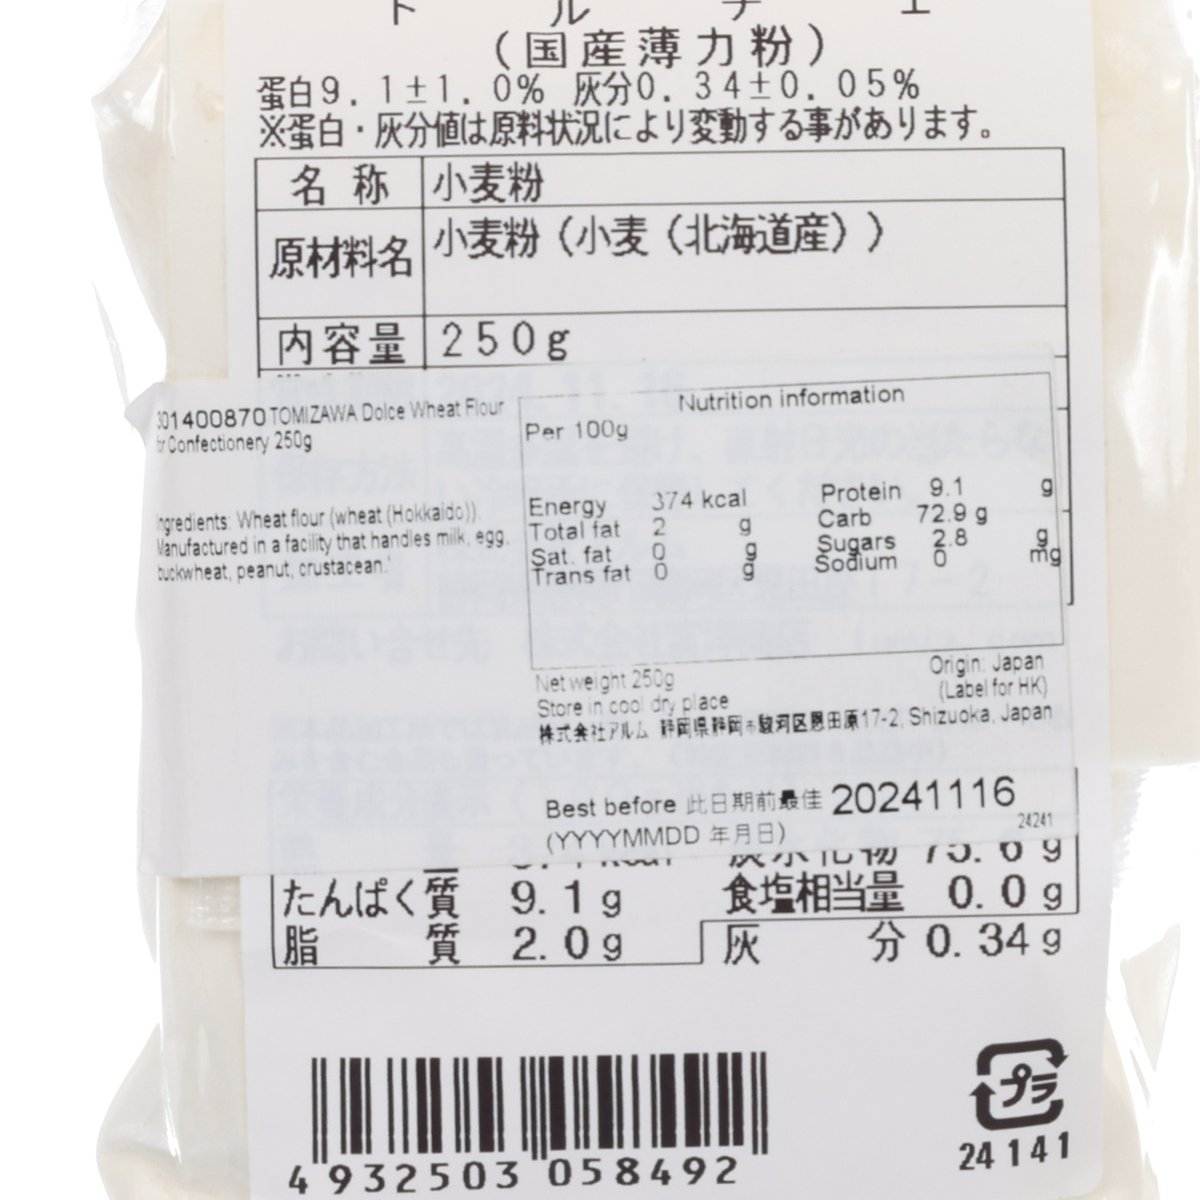 ドルチェ
（国産薄力粉）
蛋白9.1±1.0% 灰分0.34±0.05%
※蛋白・灰分値は原料状況により変動する事があります。
名称 小麦粉
原材料名 小麦粉（小麦（北海道産））
内容量 250g
301400870 TOMIZAWA Dolce Wheat Flour
for Confectionery 250g
Ingredients: Wheat flour (wheat (Hokkaido)).
Manufactured in a facility that handles milk, egg,
buckwheat, peanut, crustacean.'
Nutrition information
Per 100g
Energy 374 kcal Protein 9.1 g
Total fat 2 g Carb 72.9 g
Sat. fat 0 g Sugars 2.8 g
Trans fat 0 g Sodium 0 mg
Net weight 250g Origin: Japan
Store in cool dry place (Label for HK)
株式会社アルム 静岡県静岡市駿河区恩田原17-2, Shizuoka, Japan
Best before 此日期前最佳 20241116
(YYYYMMDD 年月日) 24241
炭水化物 75.6g
たんぱく質 9.1g 食塩相当量 0.0g
脂質 2.0g 灰分 0.34g
4 932503 058492
プラ
24141